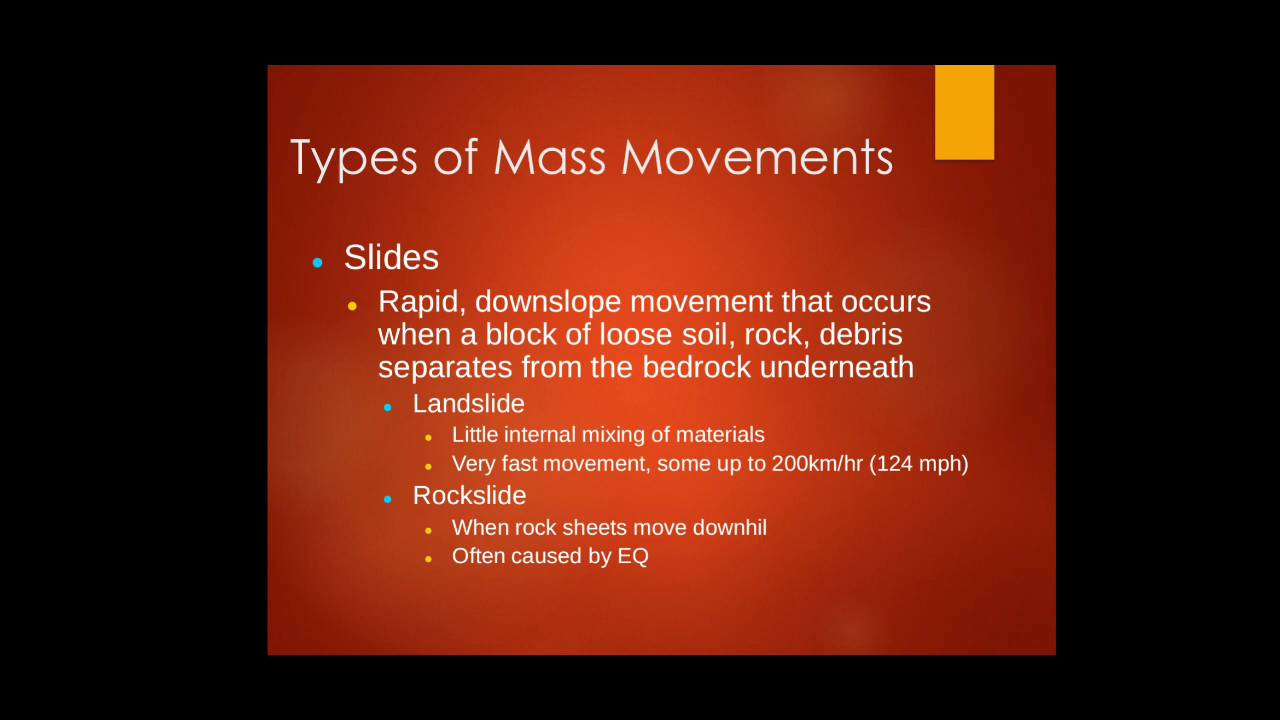 Types of Mass Movements
Slides
Rapid, downslope movement that occurs
when a block of loose soil, rock, debris
separates from the bedrock underneath
Landslide
Little internal mixing of materials
Very fast movement, some up to 200km/hr (124 mph)
Rockslide
When rock sheets move downhil
Often caused by EQ